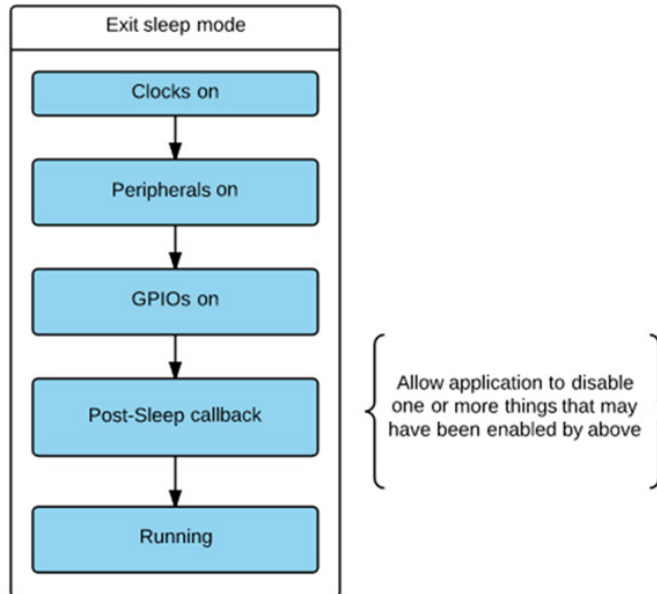 Exit sleep mode
Clocks on
Peripherals on
GPIOs on
Post-Sleep callback
Allow application to disable
one or more things that may
have been enabled by above
Running